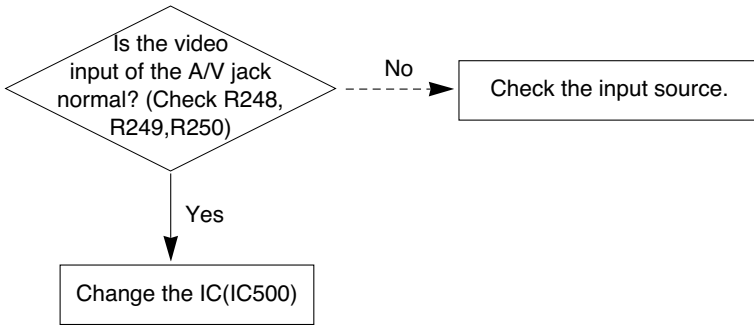 Is the video
input of the A/V jack
normal? (Check R248,
R249,R250)
No
Check the input source.
Yes
Change the IC(IC500)